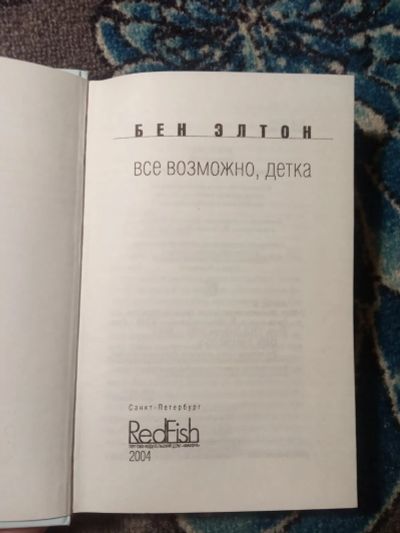 БЕН ЭЛТОН
все возможно, детка
Санкт-Петербург
RedFish
2004